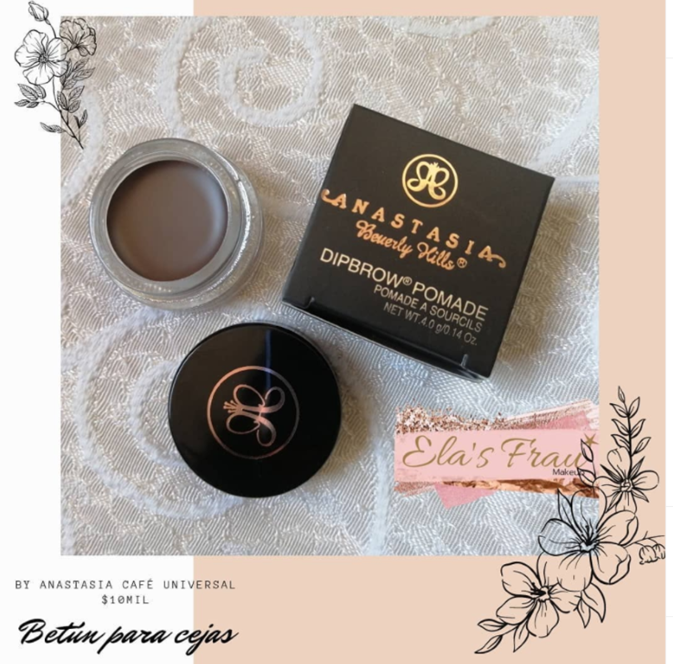 ANASTASIA
Beverly Hills®
DIPBROW® POMADE
POMADE A SOURCILS
NET WT.4.0 g/0.14 Oz.
Ela's Frau
Makeup
BY ANASTASIA CAFÉ UNIVERSAL
$10MIL
Betún para cejas